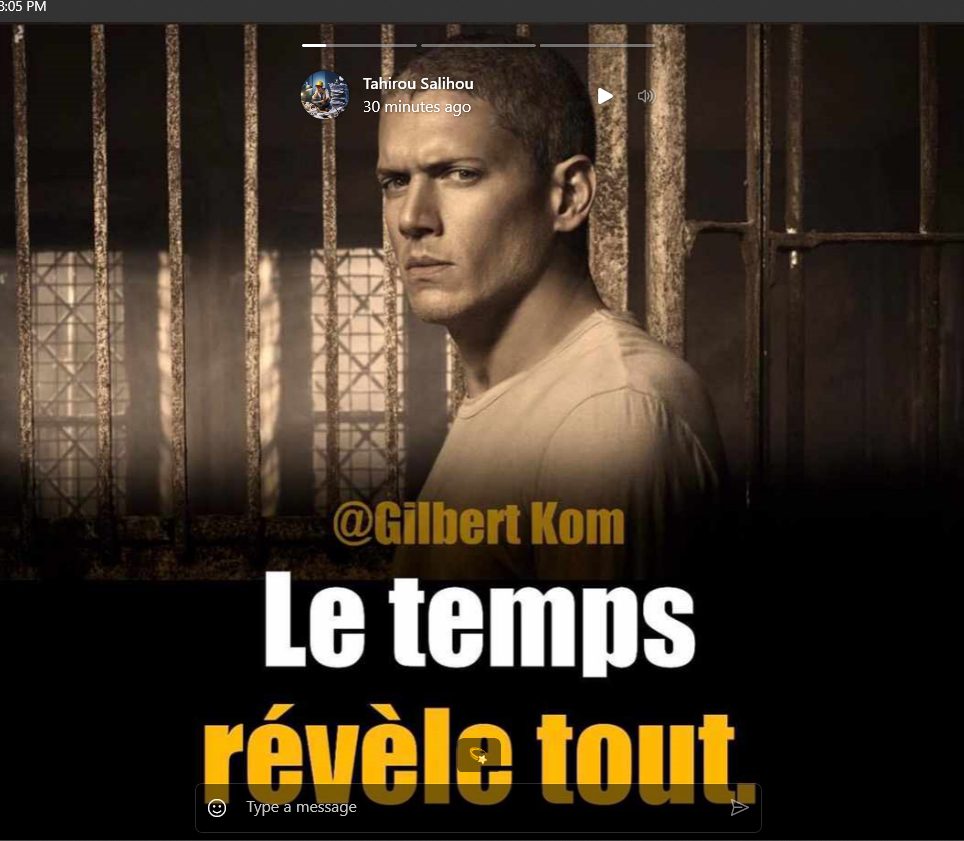 3:05 PM
Tahirou Salihou
30 minutes ago
@Gilbert Kom
Le temps
révèle tout.
Type a message